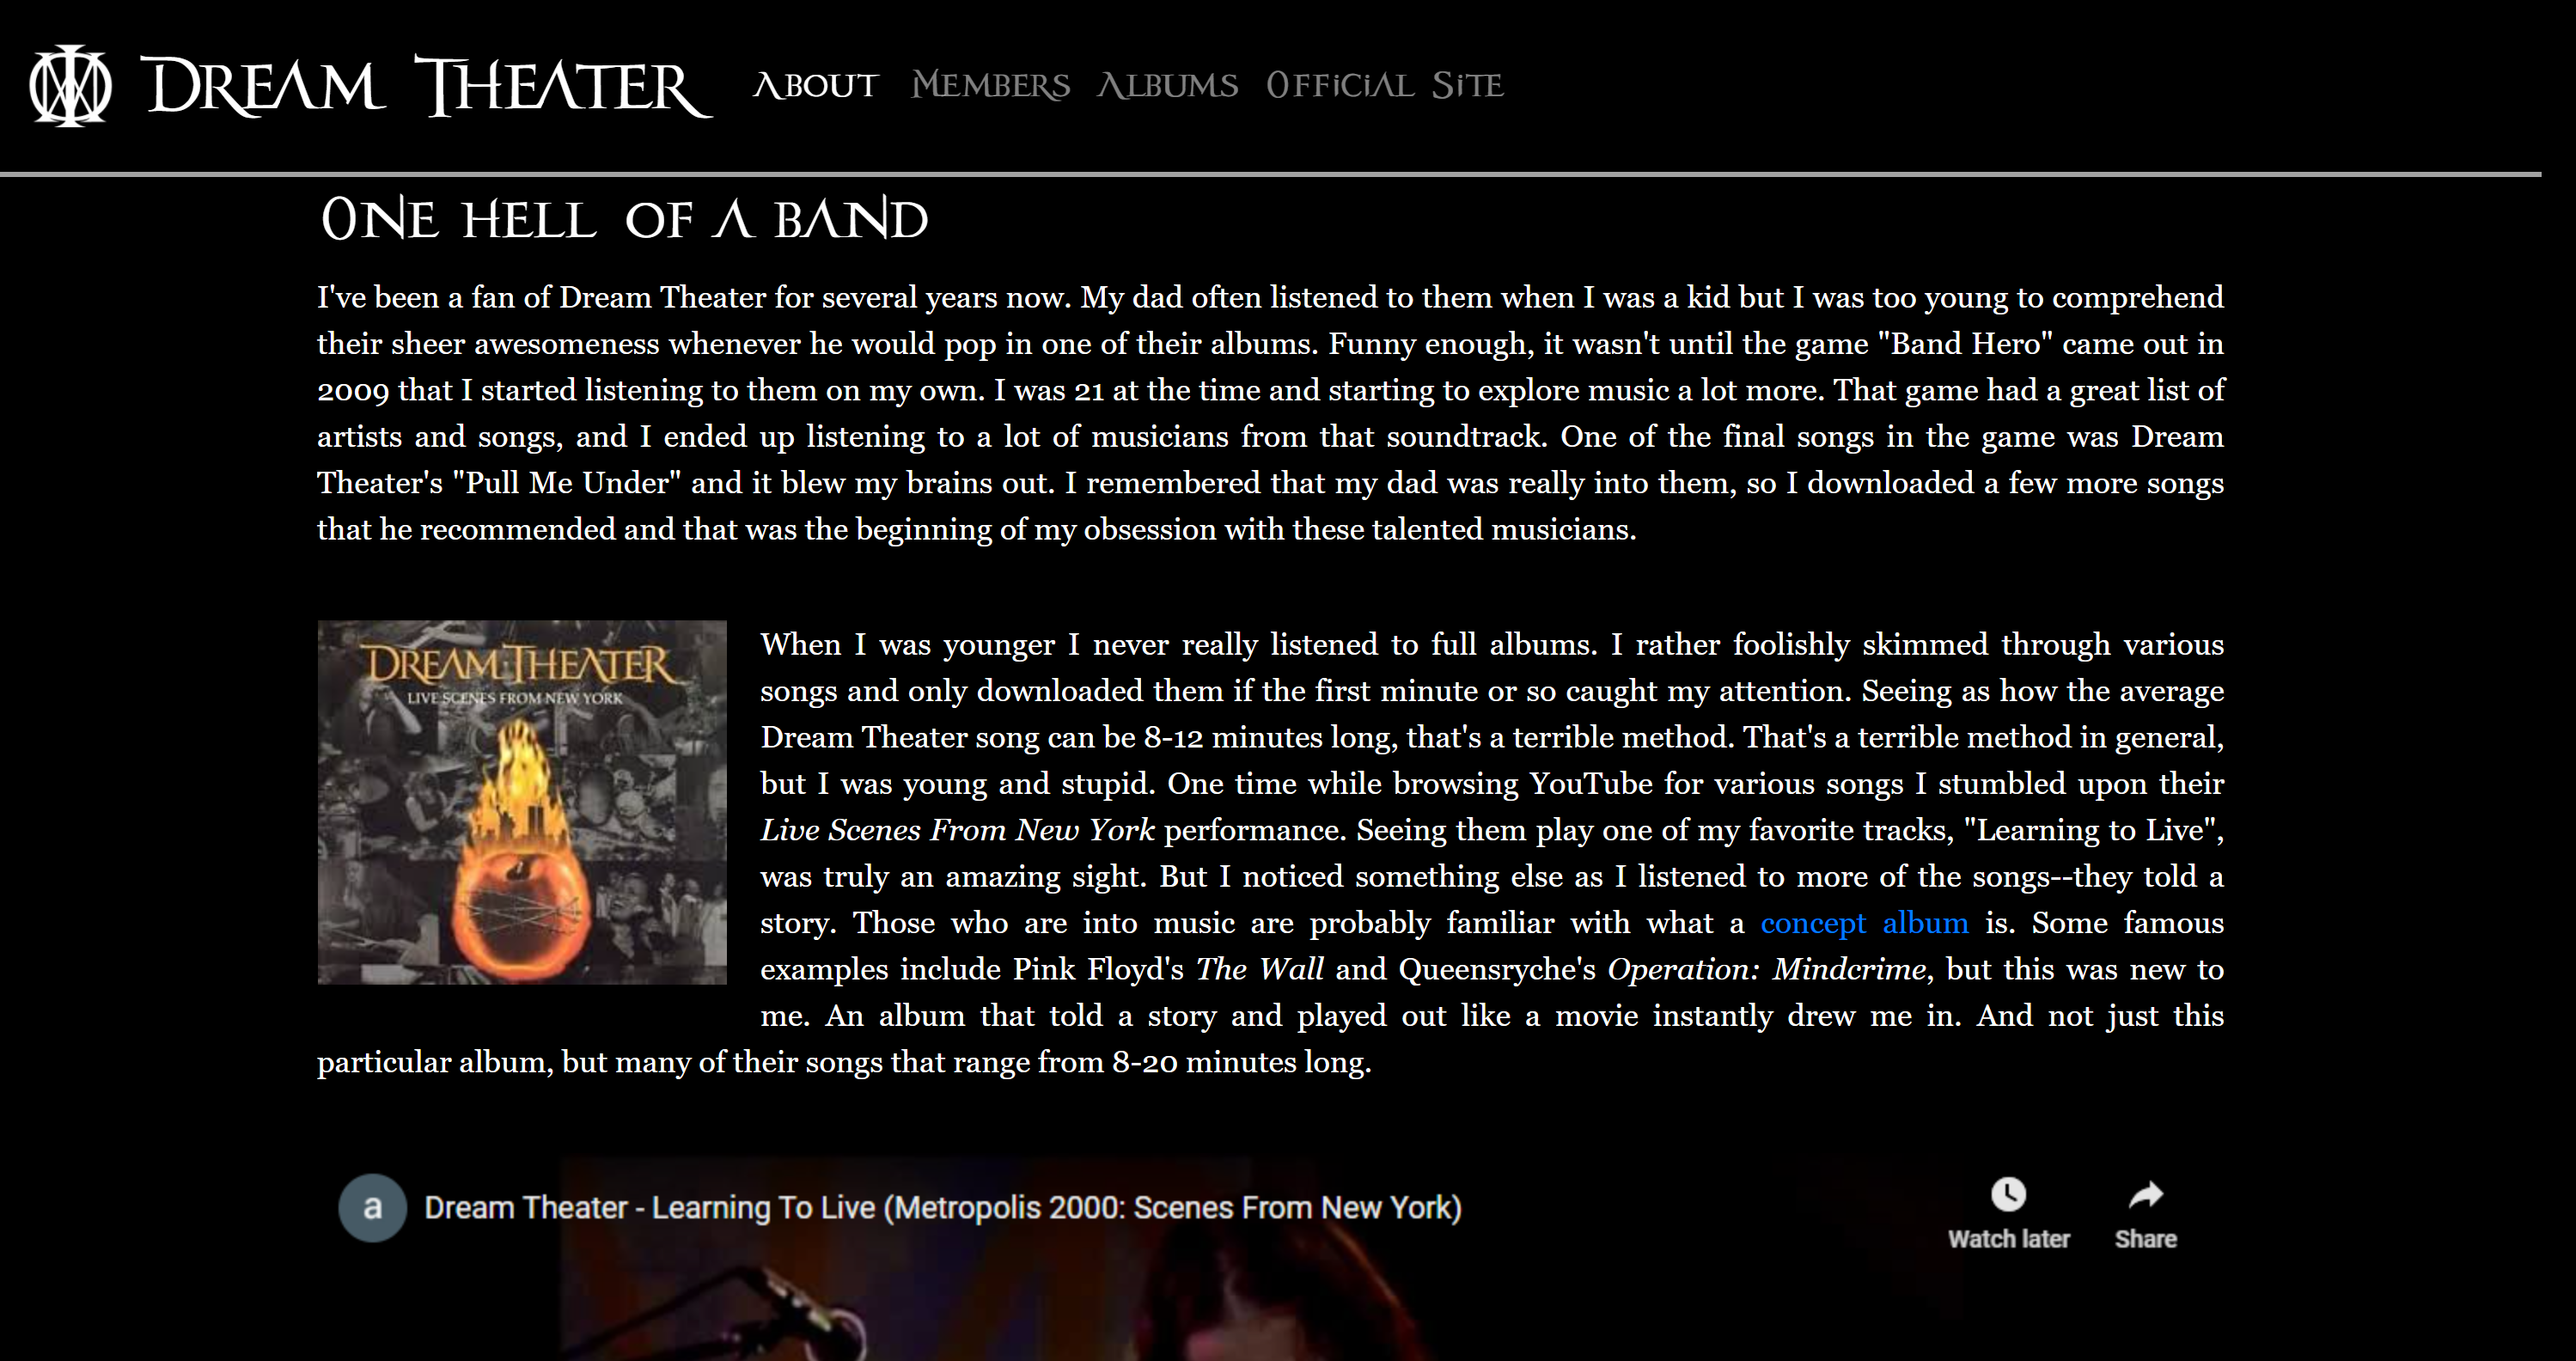 Dream Theater About Members Albums Official Site
One hell of a band
I've been a fan of Dream Theater for several years now. My dad often listened to them when I was a kid but I was too young to comprehend
their sheer awesomeness whenever he would pop in one of their albums. Funny enough, it wasn't until the game "Band Hero" came out in
2009 that I started listening to them on my own. I was 21 at the time and starting to explore music a lot more. That game had a great list of
artists and songs, and I ended up listening to a lot of musicians from that soundtrack. One of the final songs in the game was Dream
Theater's "Pull Me Under" and it blew my brains out. I remembered that my dad was really into them, so I downloaded a few more songs
that he recommended and that was the beginning of my obsession with these talented musicians.
DREAM THEATER
LIVE SCENES FROM NEW YORK
When I was younger I never really listened to full albums. I rather foolishly skimmed through various
songs and only downloaded them if the first minute or so caught my attention. Seeing as how the average
Dream Theater song can be 8-12 minutes long, that's a terrible method. That's a terrible method in general,
but I was young and stupid. One time while browsing YouTube for various songs I stumbled upon their
Live Scenes From New York performance. Seeing them play one of my favorite tracks, "Learning to Live",
was truly an amazing sight. But I noticed something else as I listened to more of the songs--they told a
story. Those who are into music are probably familiar with what a concept album is. Some famous
examples include Pink Floyd's The Wall and Queensryche's Operation: Mindcrime, but this was new to
me. An album that told a story and played out like a movie instantly drew me in. And not just this
particular album, but many of their songs that range from 8-20 minutes long.
a Dream Theater - Learning To Live (Metropolis 2000: Scenes From New York)
Watch later Share